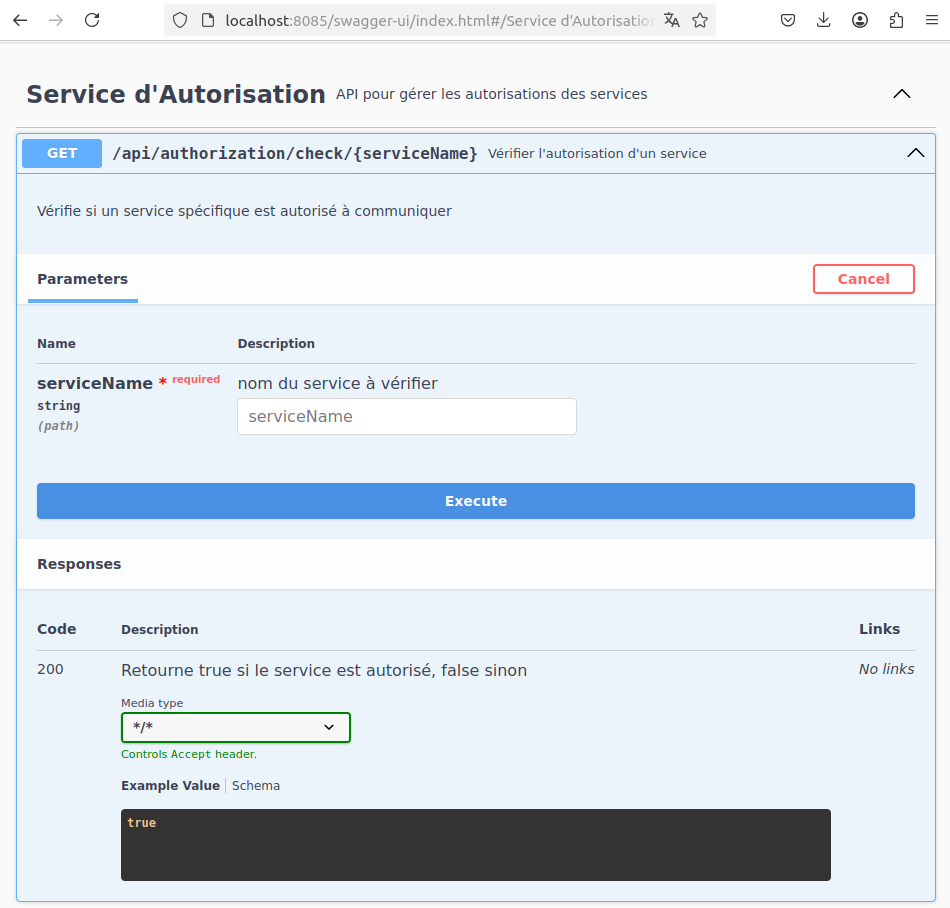 localhost:8085/swagger-ui/index.html#/Service d'Autorisation
Service d'Autorisation API pour gérer les autorisations des services
GET /api/authorization/check/{serviceName} Vérifier l'autorisation d'un service
Vérifie si un service spécifique est autorisé à communiquer
Parameters Cancel
Name Description
serviceName * required nom du service à vérifier
string serviceName
(path)
Execute
Responses
Code Description Links
200 Retourne true si le service est autorisé, false sinon No links
Media type
*/*
Controls Accept header.
Example Value Schema
true